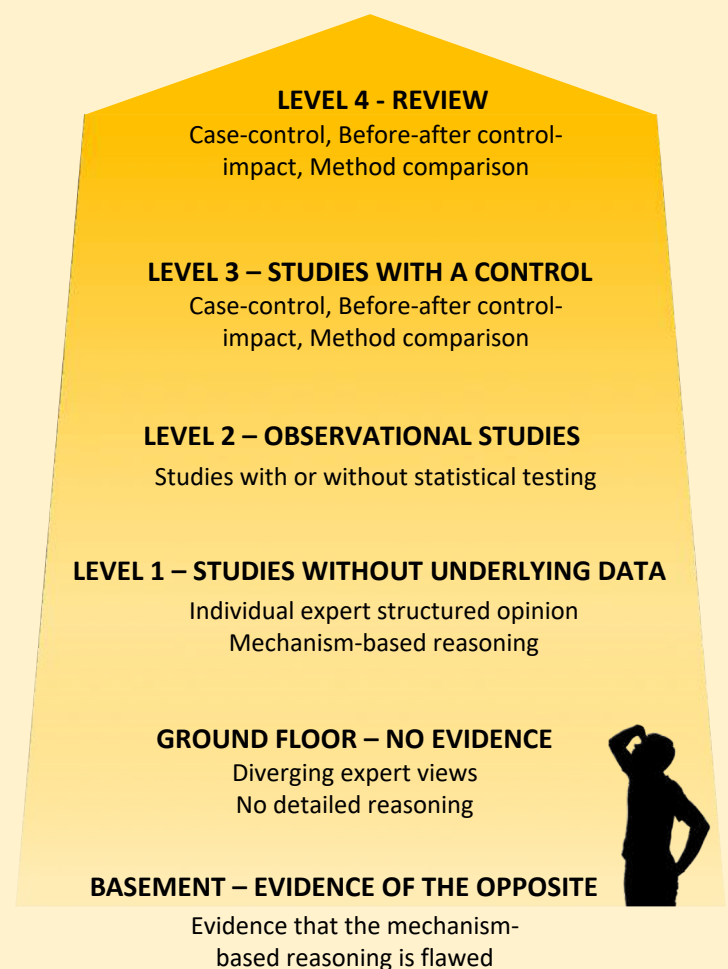 LEVEL 4 - REVIEW
Case-control, Before-after control-
impact, Method comparison
LEVEL 3 – STUDIES WITH A CONTROL
Case-control, Before-after control-
impact, Method comparison
LEVEL 2 – OBSERVATIONAL STUDIES
Studies with or without statistical testing
LEVEL 1 – STUDIES WITHOUT UNDERLYING DATA
Individual expert structured opinion
Mechanism-based reasoning
GROUND FLOOR – NO EVIDENCE
Diverging expert views
No detailed reasoning
BASEMENT – EVIDENCE OF THE OPPOSITE
Evidence that the mechanism-
based reasoning is flawed